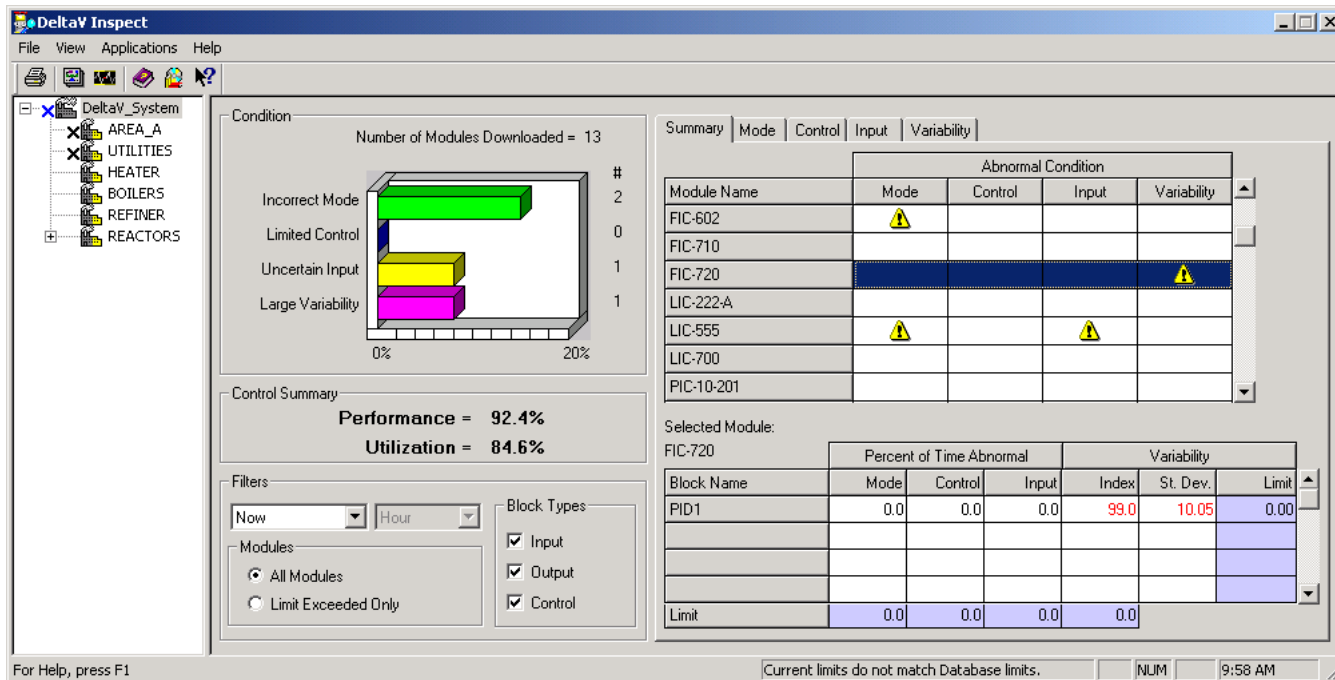 DeltaV Inspect
File View Applications Help
DeltaV_System
AREA_A
UTILITIES
HEATER
BOILERS
REFINER
REACTORS
Condition
Number of Modules Downloaded = 13
#
Incorrect Mode 2
Limited Control 0
Uncertain Input 1
Large Variability 1
0% 20%
Control Summary
Performance = 92.4%
Utilization = 84.6%
Filters
Now Hour
Modules
All Modules
Limit Exceeded Only
Block Types
Input
Output
Control
Summary Mode Control Input Variability
Abnormal Condition
Module Name Mode Control Input Variability
FIC-602
FIC-710
FIC-720
LIC-222-A
LIC-555
LIC-700
PIC-10-201
Selected Module:
FIC-720
Percent of Time Abnormal Variability
Block Name Mode Control Input Index St. Dev. Limit
PID1 0.0 0.0 0.0 99.0 10.05 0.00
Limit 0.0 0.0 0.0 0.0
For Help, press F1 Current limits do not match Database limits. NUM 9:58 AM